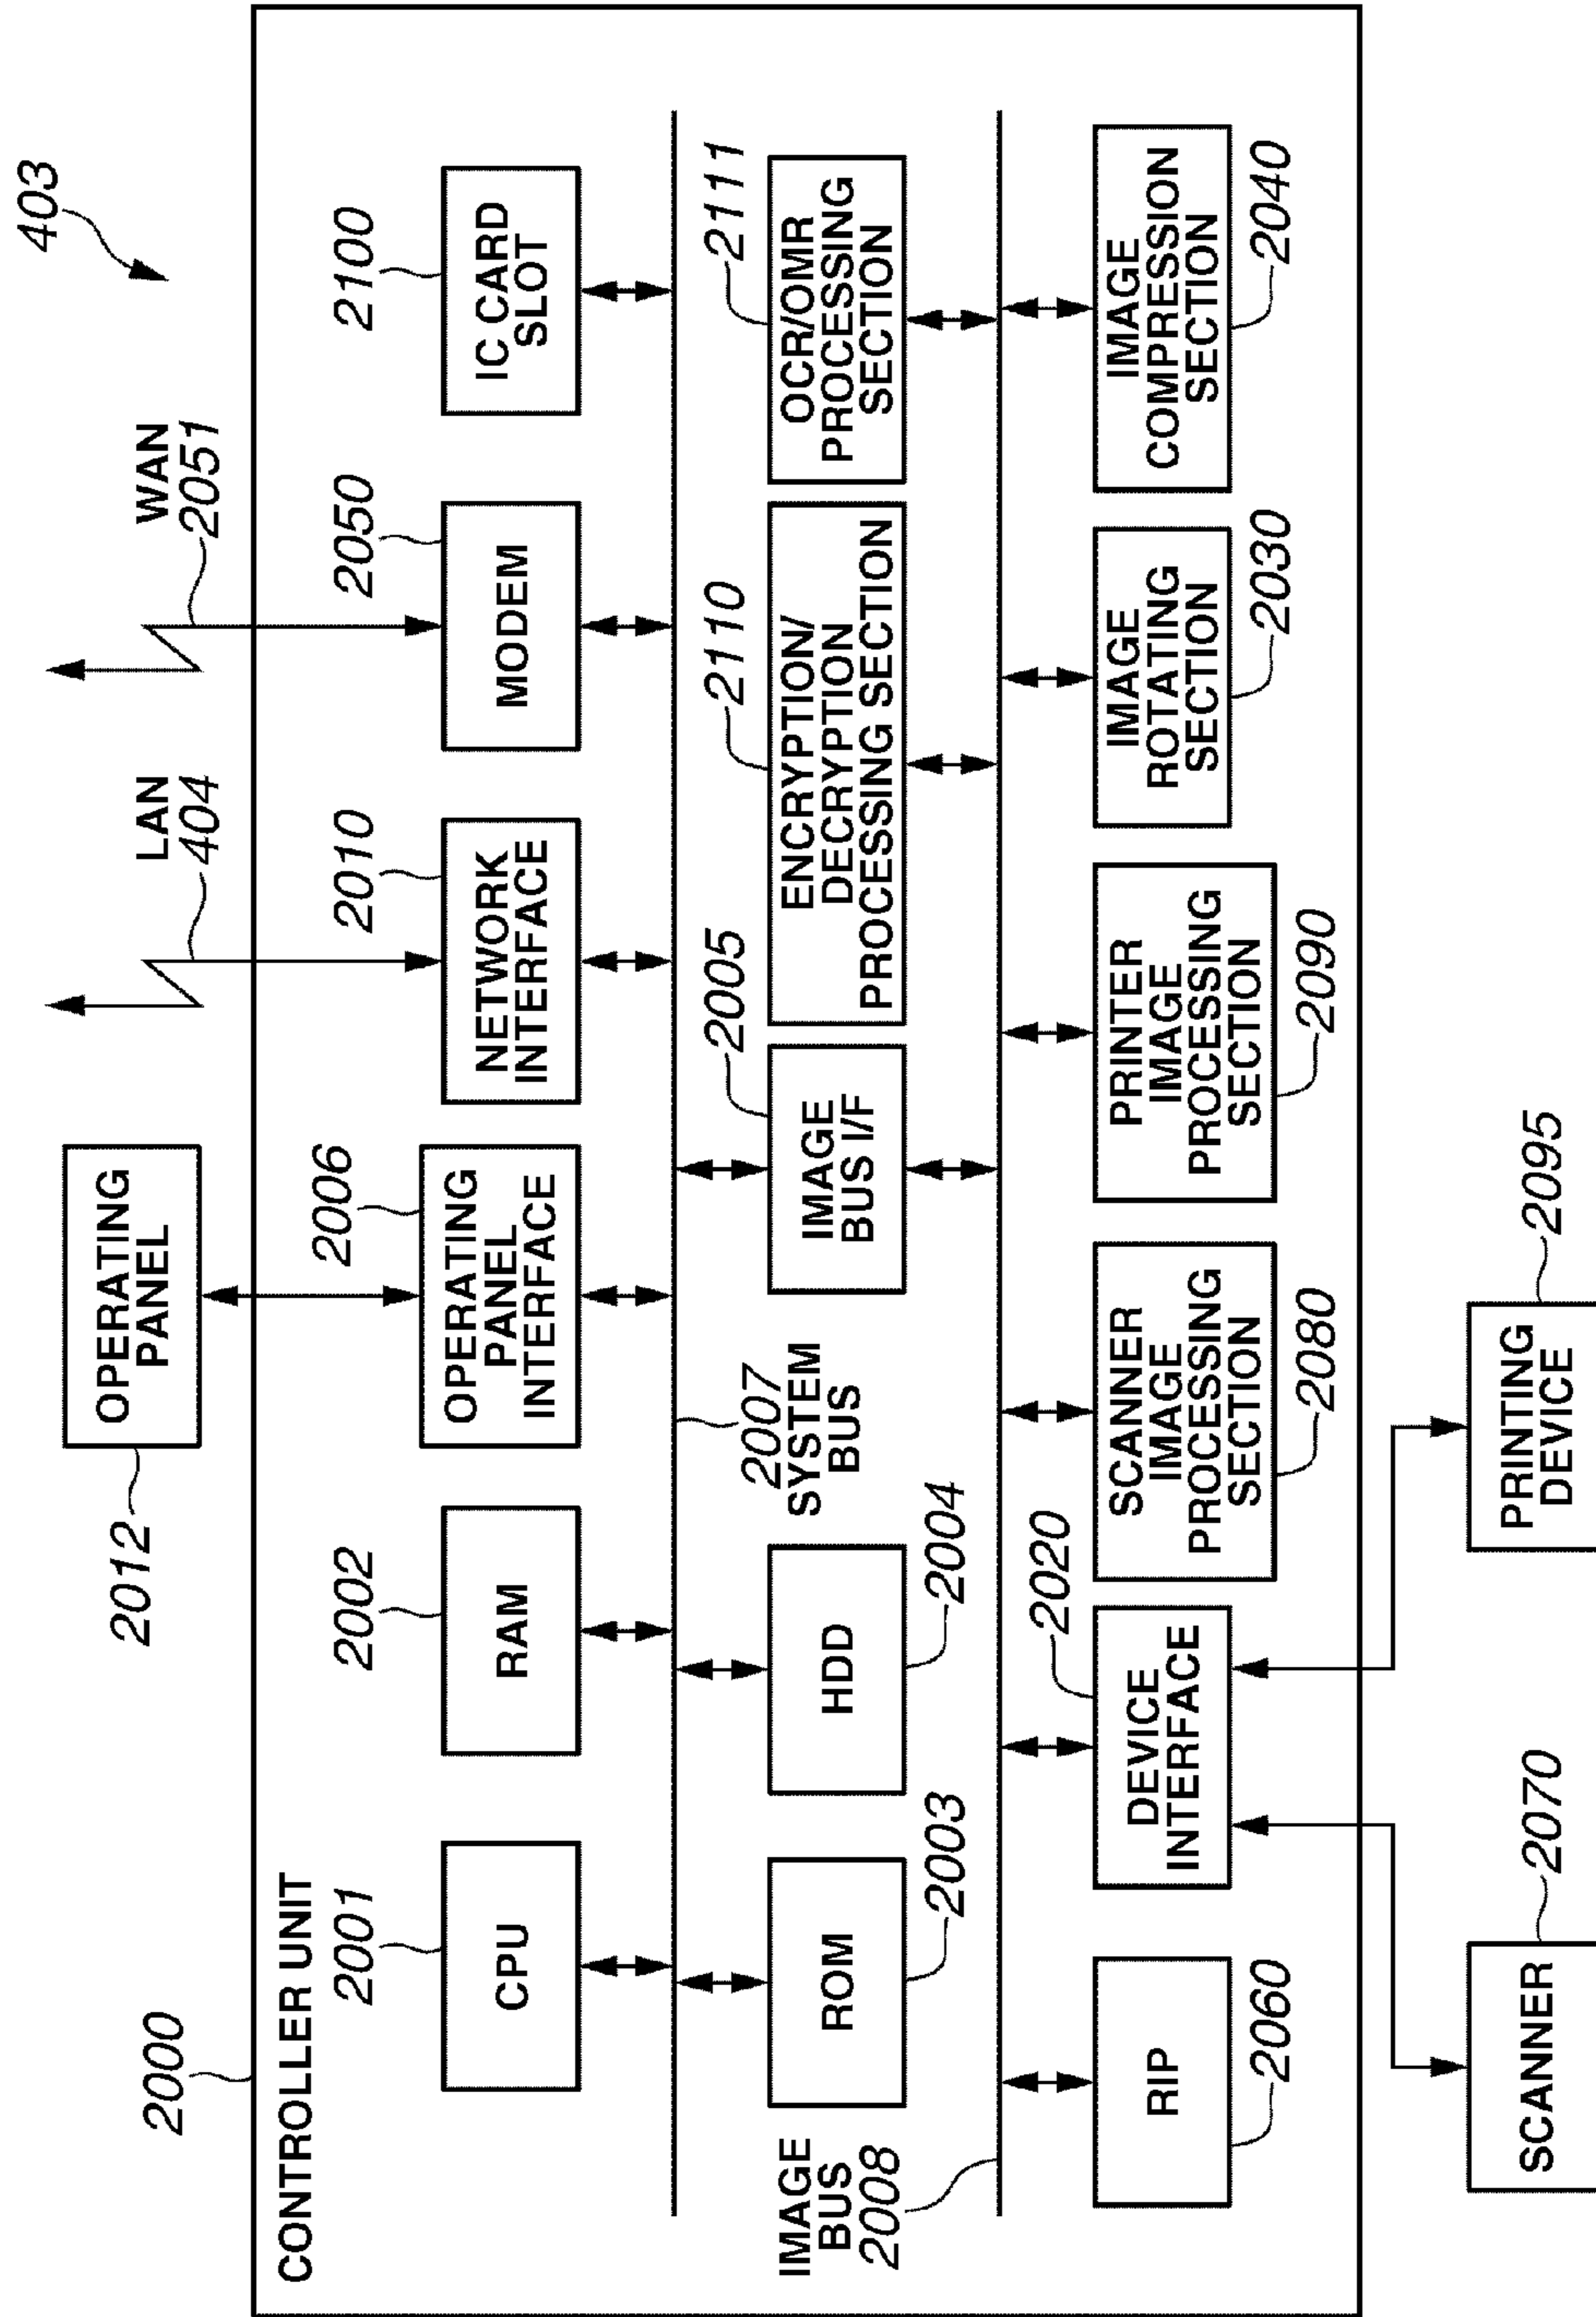 403
2000
CONTROLLER UNIT
2012
OPERATING
PANEL
LAN
404
WAN
2051
2001
CPU
2002
RAM
2006
OPERATING
PANEL
INTERFACE
2010
NETWORK
INTERFACE
2050
MODEM
2100
IC CARD
SLOT
2007
SYSTEM
BUS
IMAGE
BUS
2008
ROM
2003
HDD
2004
2005
IMAGE
BUS I/F
2110
ENCRYPTION/
DECRYPTION
PROCESSING SECTION
2111
OCR/OMR
PROCESSING
SECTION
RIP
2060
2020
DEVICE
INTERFACE
SCANNER
IMAGE
PROCESSING
SECTION
2080
PRINTER
IMAGE
PROCESSING
SECTION
2090
IMAGE
ROTATING
SECTION
2030
IMAGE
COMPRESSION
SECTION
2040
2070
SCANNER
2095
PRINTING
DEVICE